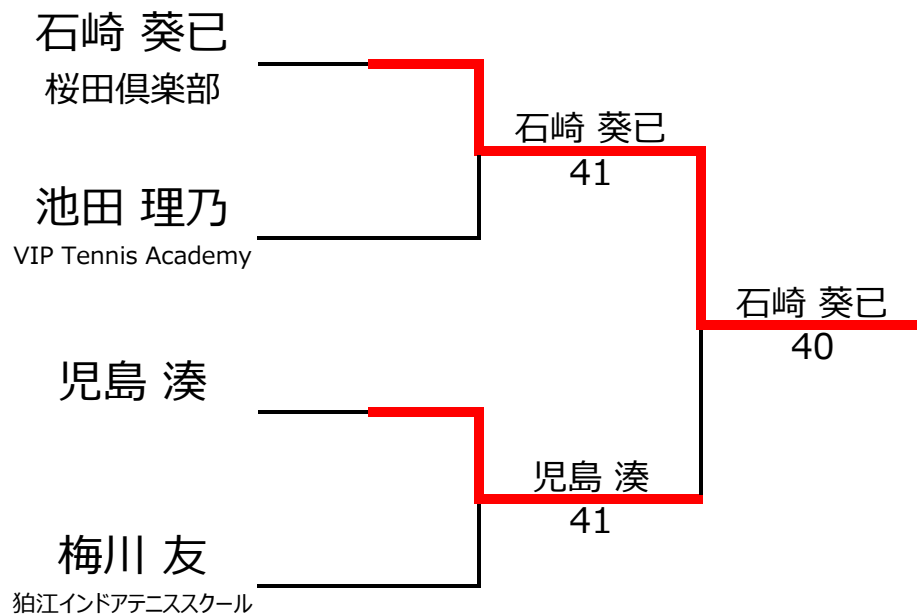 石崎 葵已
桜田倶楽部
石崎 葵已
41
池田 理乃
VIP Tennis Academy
石崎 葵已
40
児島 湊
児島 湊
41
梅川 友
狛江インドアテニススクール